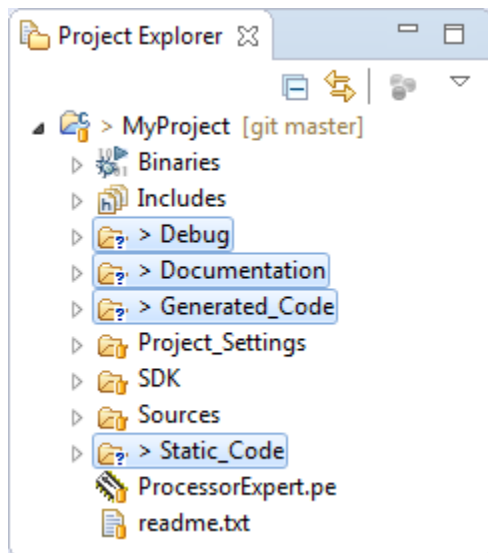 Project Explorer
> MyProject [git master]
Binaries
Includes
> Debug
> Documentation
> Generated_Code
Project_Settings
SDK
Sources
> Static_Code
ProcessorExpert.pe
readme.txt